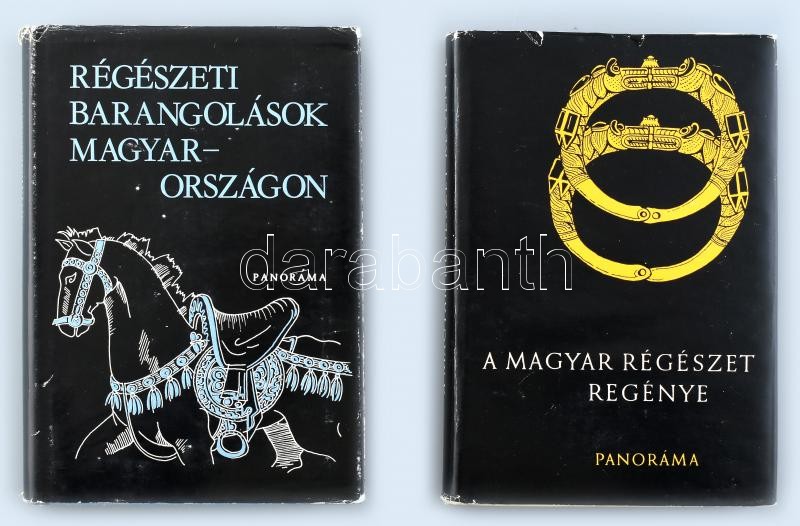 RÉGÉSZETI
BARANGOLÁSOK
MAGYAR–
ORSZÁGON
PANORÁMA
A MAGYAR RÉGÉSZET
REGÉNYE
PANORÁMA
darabanth